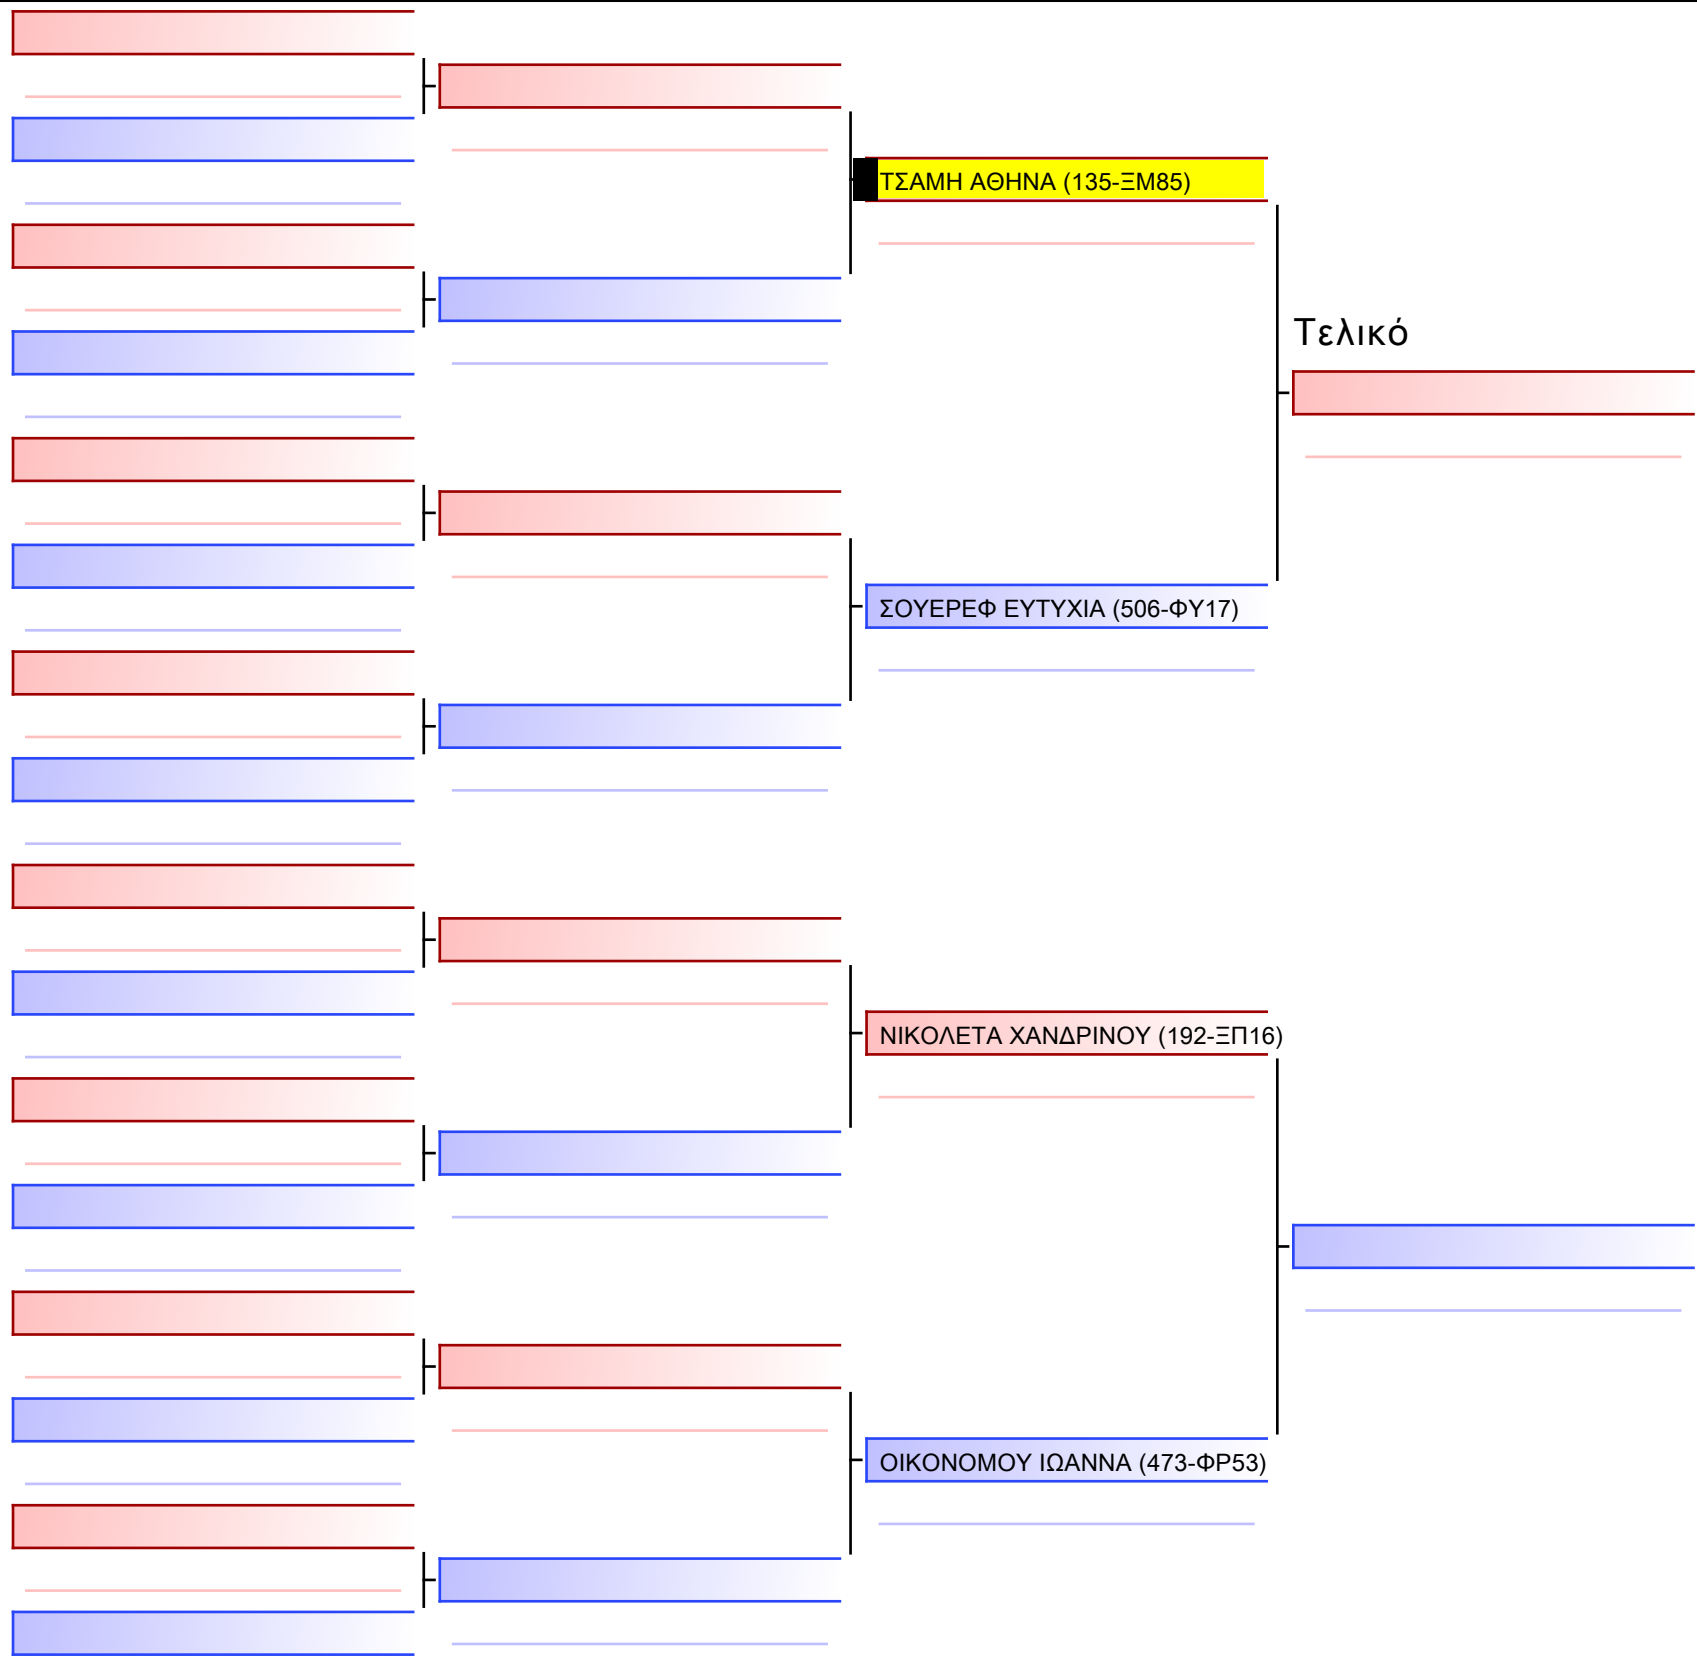 ΤΣΑΜΗ ΑΘΗΝΑ (135-ΞΜ85)
Τελικό
ΣΟΥΕΡΕΦ ΕΥΤΥΧΙΑ (506-ΦΥ17)
ΝΙΚΟΛΕΤΑ ΧΑΝΔΡΙΝΟΥ (192-ΞΠ16)
ΟΙΚΟΝΟΜΟΥ ΙΩΑΝΝΑ (473-ΦΡ53)